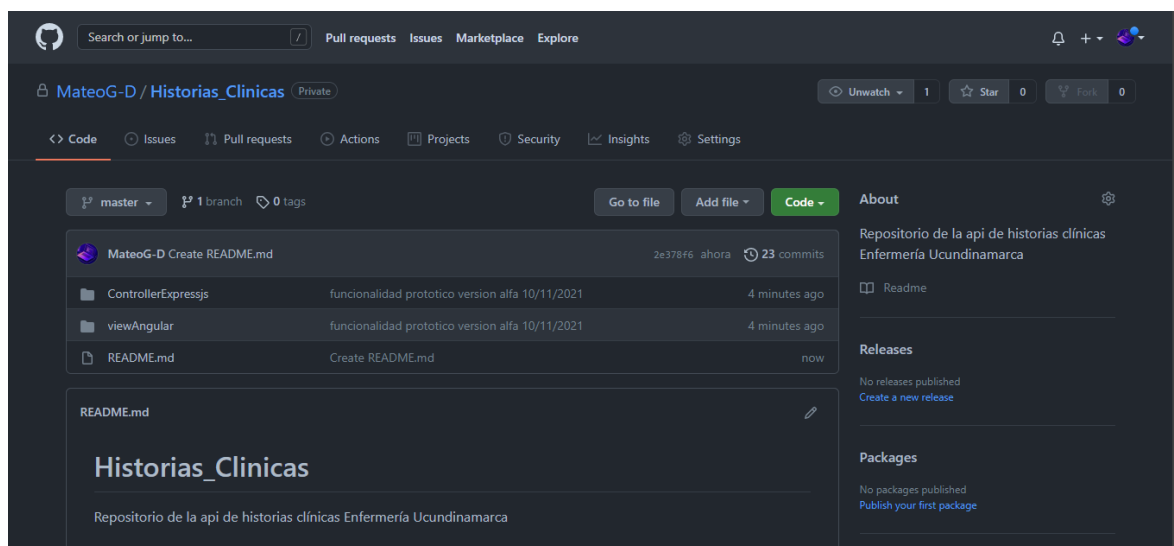 Search or jump to... / Pull requests Issues Marketplace Explore
MateoG-D / Historias_Clinicas Private Unwatch 1 Star 0 Fork 0
<> Code Issues Pull requests Actions Projects Security Insights Settings
master 1 branch 0 tags Go to file Add file Code
MateoG-D Create README.md 2e378f6 ahora 23 commits
ControllerExpressjs funcionalidad prototico version alfa 10/11/2021 4 minutes ago
viewAngular funcionalidad prototico version alfa 10/11/2021 4 minutes ago
README.md Create README.md now
README.md
Historias_Clinicas
Repositorio de la api de historias clínicas Enfermería Ucundinamarca
About
Repositorio de la api de historias clínicas
Enfermería Ucundinamarca
Readme
Releases
No releases published
Create a new release
Packages
No packages published
Publish your first package